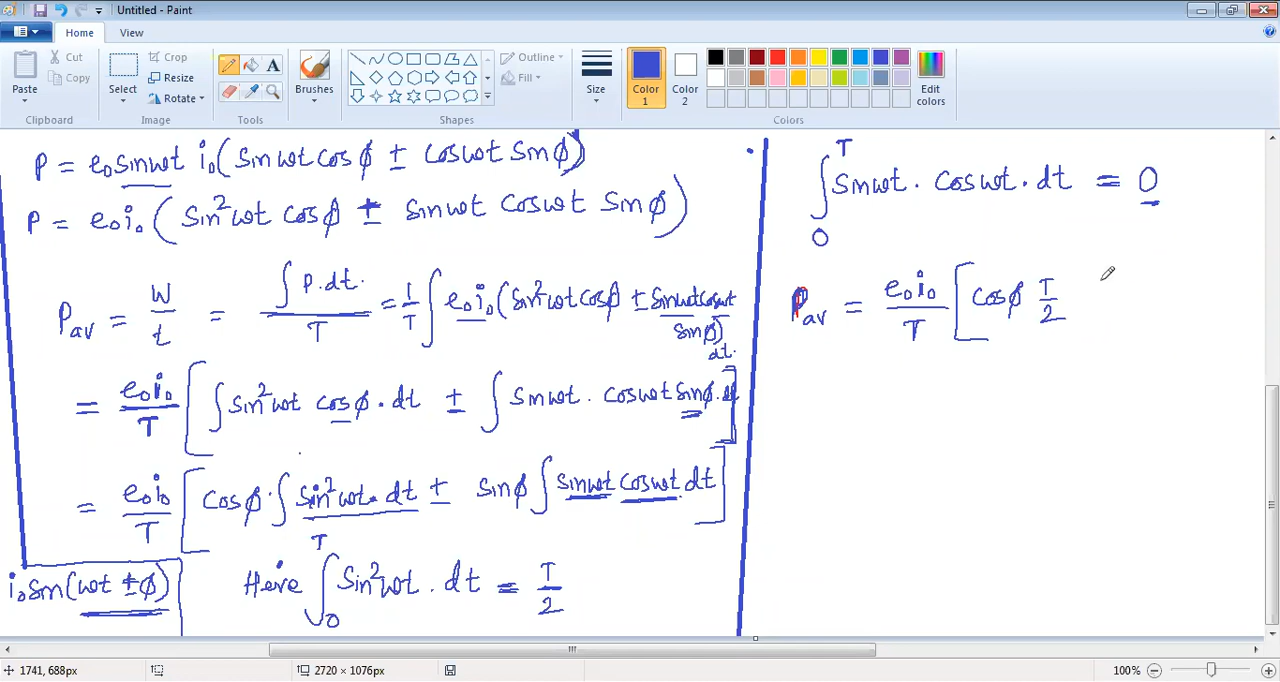 Untitled - Paint
Home View
Paste
Cut
Copy
Clipboard
Select
Crop
Resize
Rotate
Image
A
Tools
Brushes
Outline
Fill
Shapes
Size
Color 1
Color 2
Edit colors
Colors
P = e₀ sinωt i₀ (sinωt cosϕ ± cosωt sinϕ)
P = e₀i₀ (sin²ωt cosϕ ± sinωt cosωt sinϕ)
Pav = W/t = ∫P.dt./T = 1/T ∫ e₀i₀ (sin²ωt cosϕ ± sinωt cosωt sinϕ) dt.
= e₀i₀/T [∫ sin²ωt cosϕ · dt ± ∫ sinωt · cosωt sinϕ · dt]
= e₀i₀/T [cosϕ · ∫ sin²ωt · dt ± sinϕ ∫ sinωt cosωt dt]
i₀ sin(ωt ± ϕ)
Here ∫₀ᵀ sin²ωt . dt = T/2
∫₀ᵀ sinωt · cosωt · dt = 0
Pav = e₀i₀/T [cosϕ T/2
1741, 688px
2720 × 1076px
100%